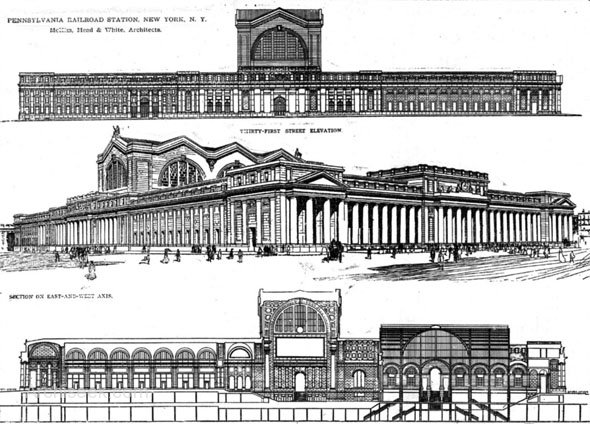 PENNSYLVANIA RAILROAD STATION, NEW YORK, N. Y.
McKim, Mead & White, Architects.
THIRTY-FIRST STREET ELEVATION
SECTION ON EAST-AND-WEST AXIS.